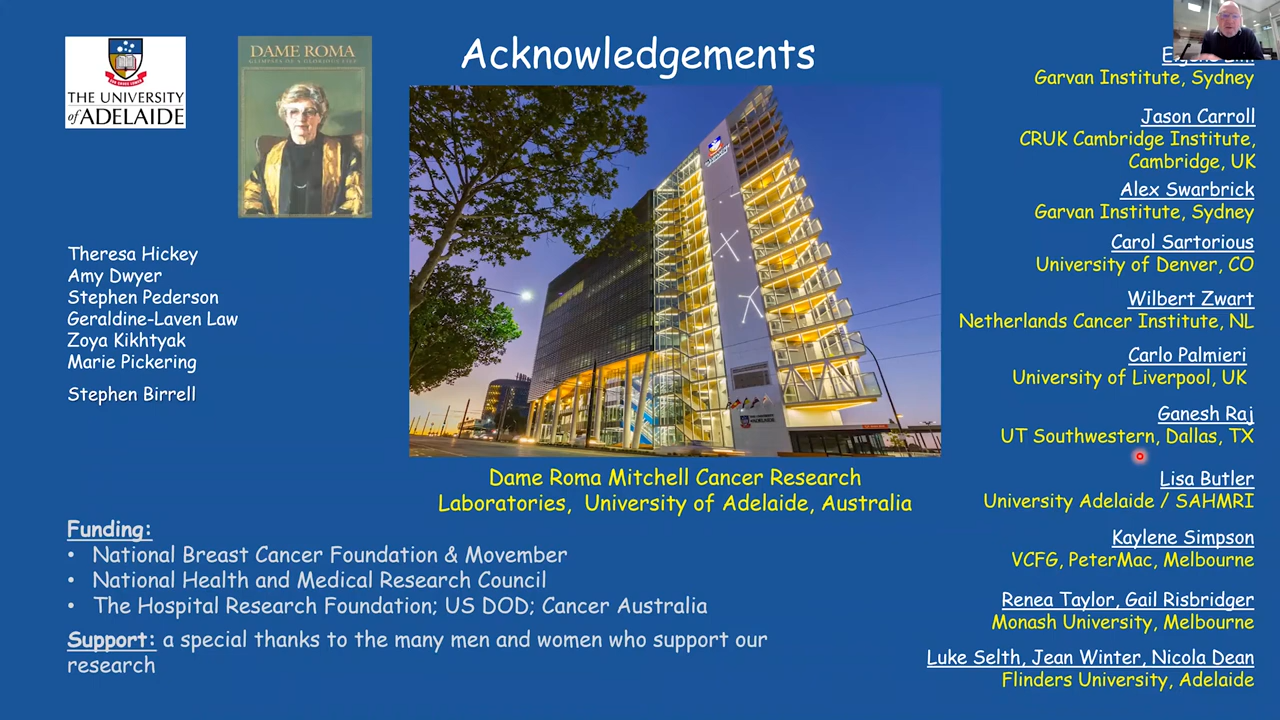 Acknowledgements
THE UNIVERSITY
of ADELAIDE
DAME ROMA
GLIMPSES OF A GLORIOUS LIFE
Theresa Hickey
Amy Dwyer
Stephen Pederson
Geraldine-Laven Law
Zoya Kikhtyak
Marie Pickering
Stephen Birrell
Dame Roma Mitchell Cancer Research
Laboratories, University of Adelaide, Australia
Funding:
• National Breast Cancer Foundation & Movember
• National Health and Medical Research Council
• The Hospital Research Foundation; US DOD; Cancer Australia
Support: a special thanks to the many men and women who support our
research
Garvan Institute, Sydney
Jason Carroll
CRUK Cambridge Institute,
Cambridge, UK
Alex Swarbrick
Garvan Institute, Sydney
Carol Sartorious
University of Denver, CO
Wilbert Zwart
Netherlands Cancer Institute, NL
Carlo Palmieri
University of Liverpool, UK
Ganesh Raj
UT Southwestern, Dallas, TX
Lisa Butler
University Adelaide / SAHMRI
Kaylene Simpson
VCFG, PeterMac, Melbourne
Renea Taylor, Gail Risbridger
Monash University, Melbourne
Luke Selth, Jean Winter, Nicola Dean
Flinders University, Adelaide